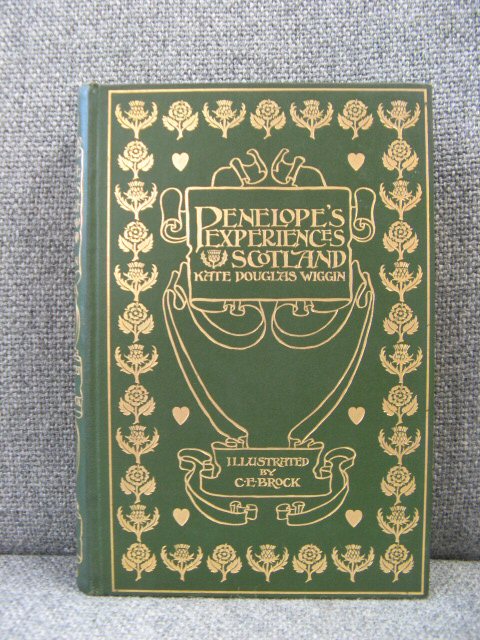 PENELOPE'S
EXPERIENCES
SCOTLAND
KATE DOUGLAS WIGGIN
ILLUSTRATED
BY
C.E. BROCK